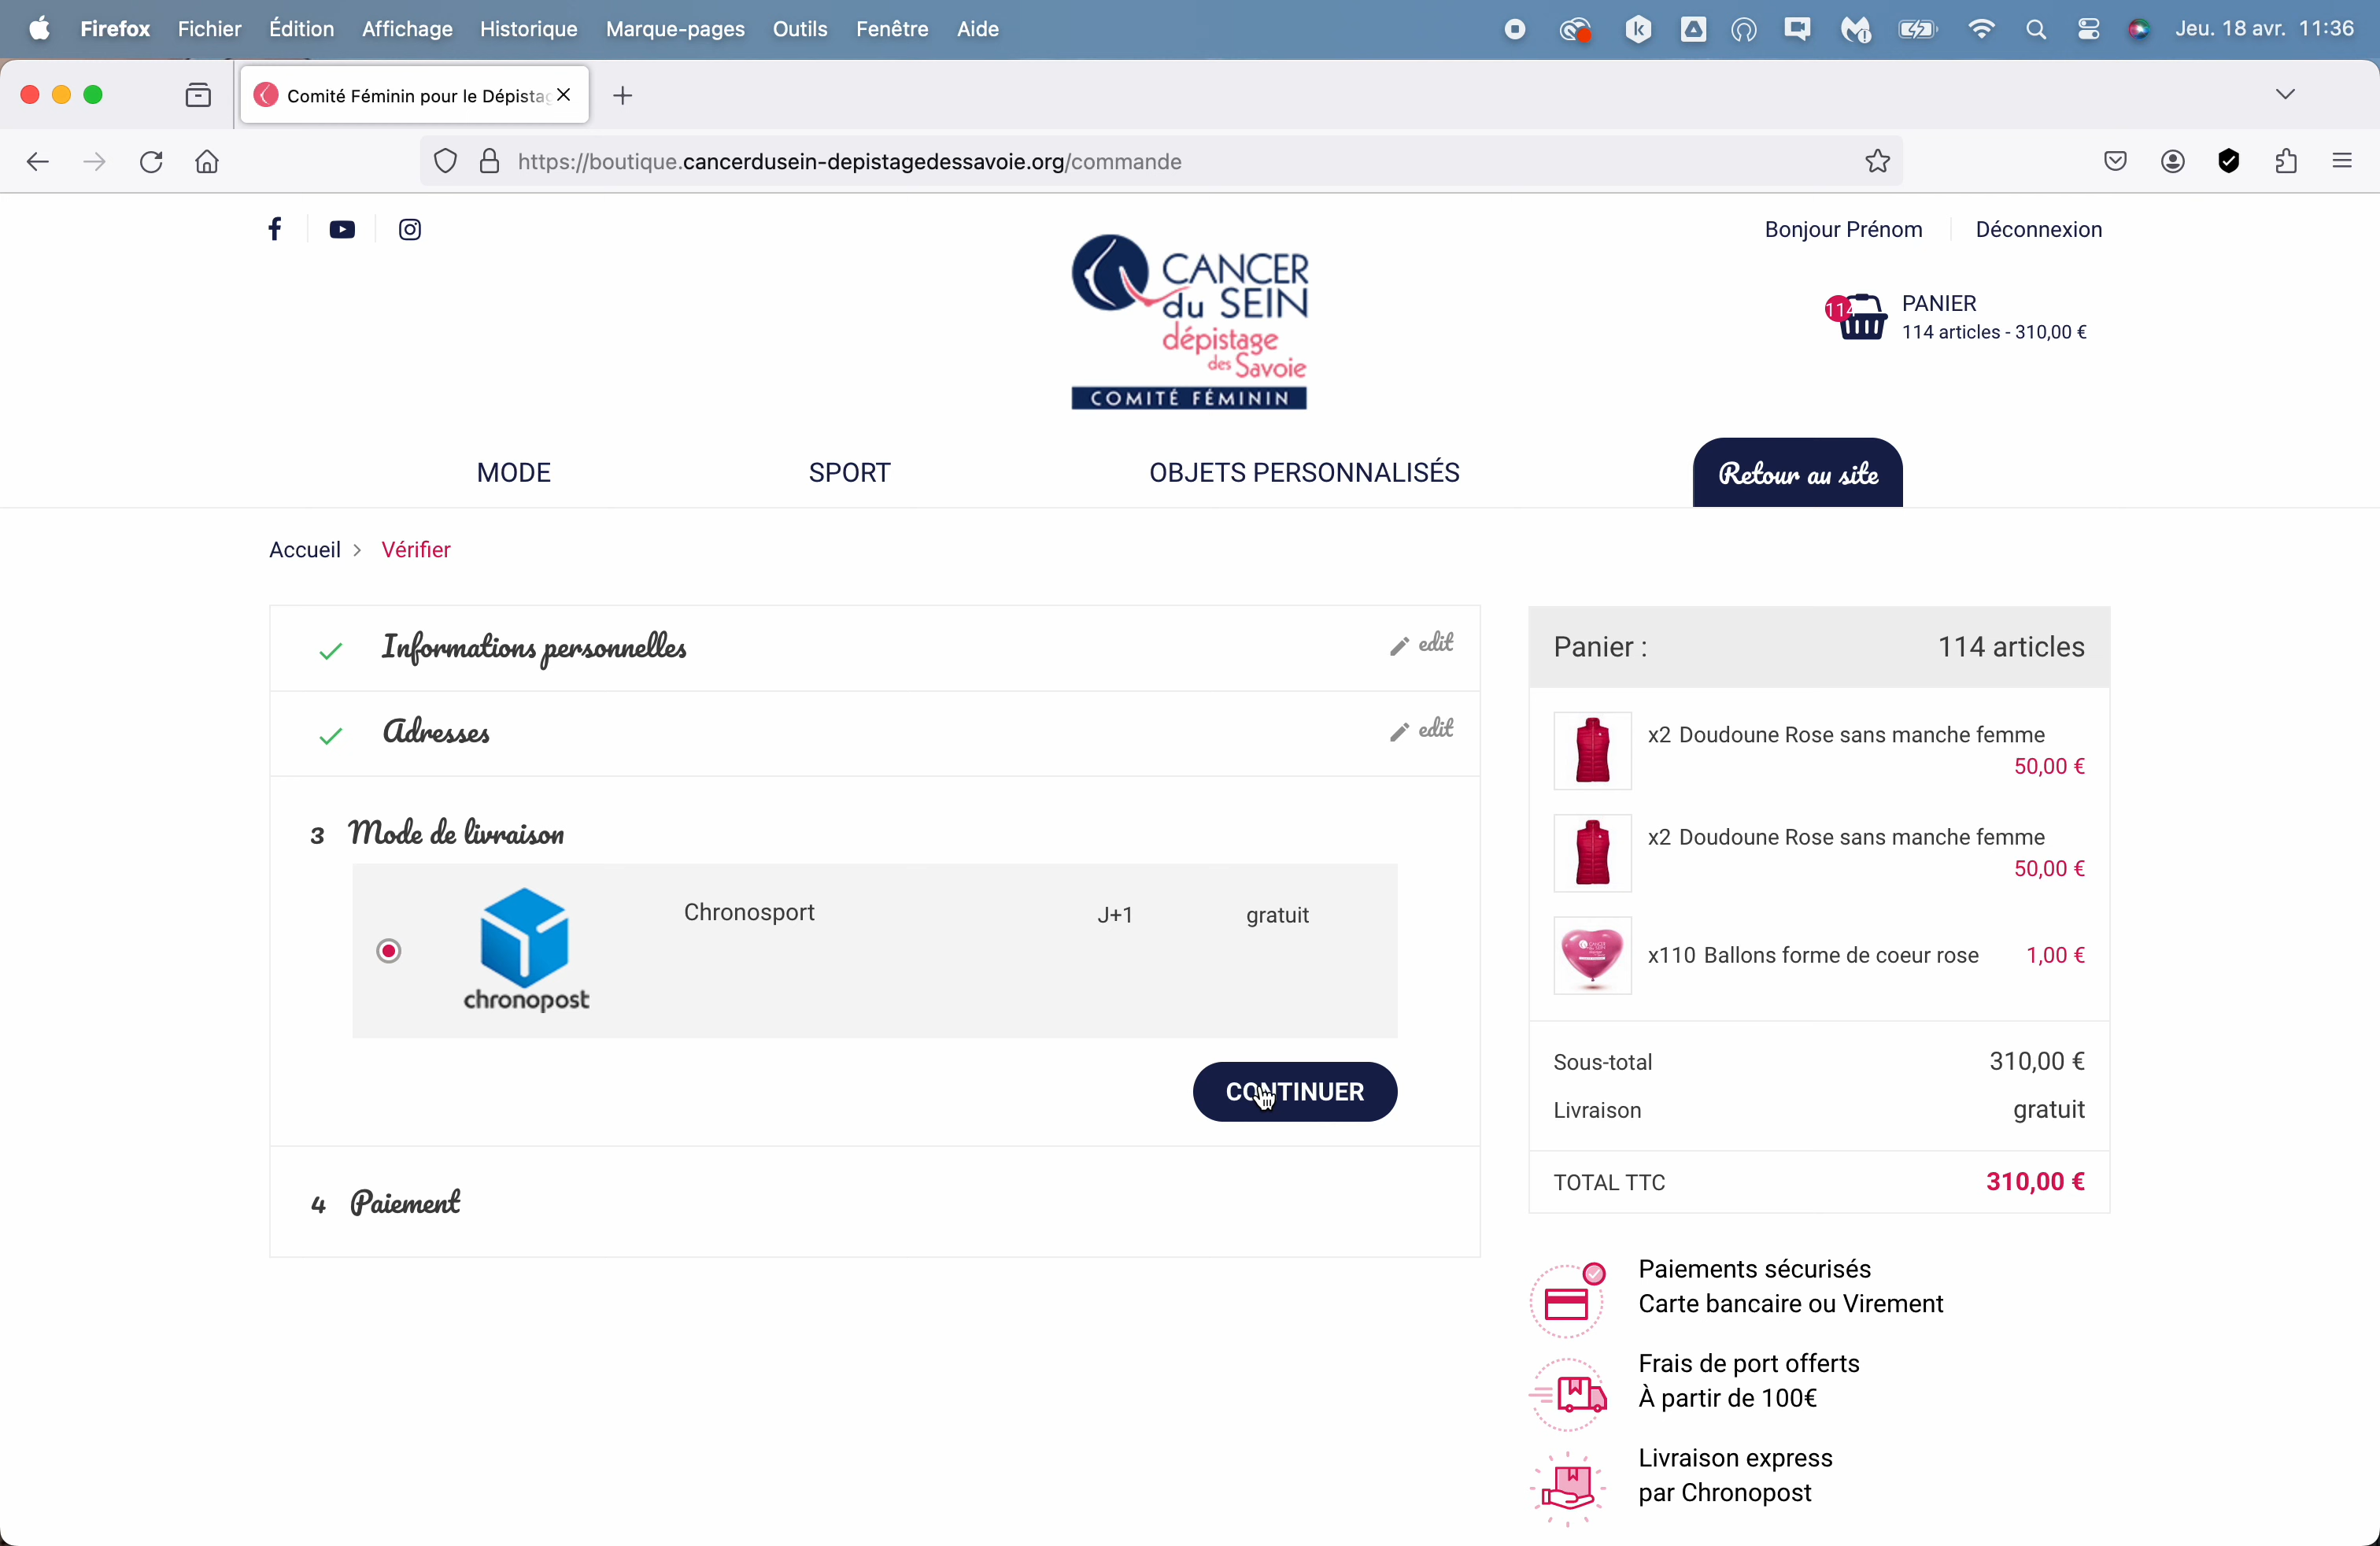 Firefox Fichier Édition Affichage Historique Marque-pages Outils Fenêtre Aide
Jeu. 18 avr. 11:36
Comité Féminin pour le Dépista
https://boutique.cancerdusein-depistagedessavoie.org/commande
Bonjour Prénom
Déconnexion
CANCER
du SEIN
dépistage
des Savoie
COMITÉ FÉMININ
114
PANIER
114 articles - 310,00 €
MODE
SPORT
OBJETS PERSONNALISÉS
Retour au site
Accueil > Vérifier
Informations personnelles
edit
Adresses
edit
3 Mode de livraison
chronopost
Chronosport
J+1
gratuit
CONTINUER
4 Paiement
Panier :
114 articles
x2 Doudoune Rose sans manche femme
50,00 €
x2 Doudoune Rose sans manche femme
50,00 €
x110 Ballons forme de coeur rose
1,00 €
Sous-total
310,00 €
Livraison
gratuit
TOTAL TTC
310,00 €
Paiements sécurisés
Carte bancaire ou Virement
Frais de port offerts
À partir de 100€
Livraison express
par Chronopost